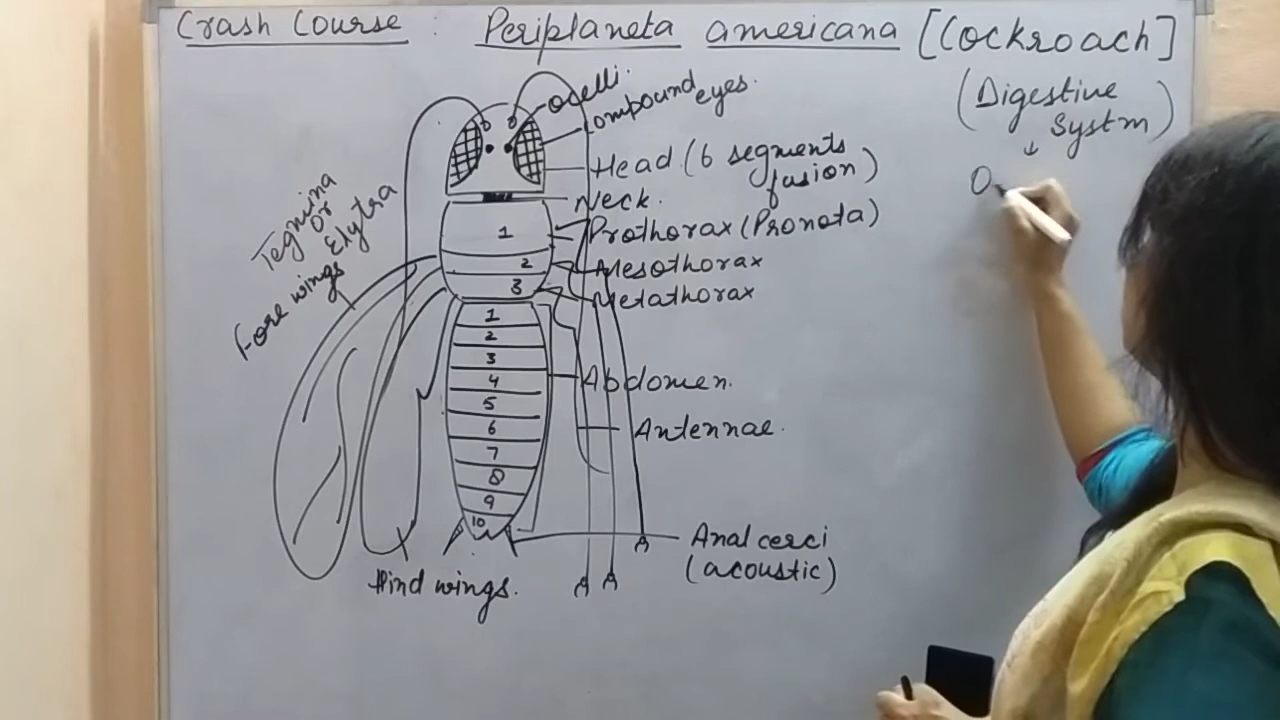 Crash Course : Periplaneta americana [Cockroach]
(Digestive
Systm)
O
Ocelli.
Compound eyes.
Head (6 segments
fusion)
Neck.
Prothorax (Pronota)
Mesothorax
Metathorax
Tegmina
or
Elytra
Fore wings
1
2
3
1
2
3
4
5
6
7
8
9
10
Abdomen.
Antennae.
Anal cerci
(acoustic)
Hind wings.